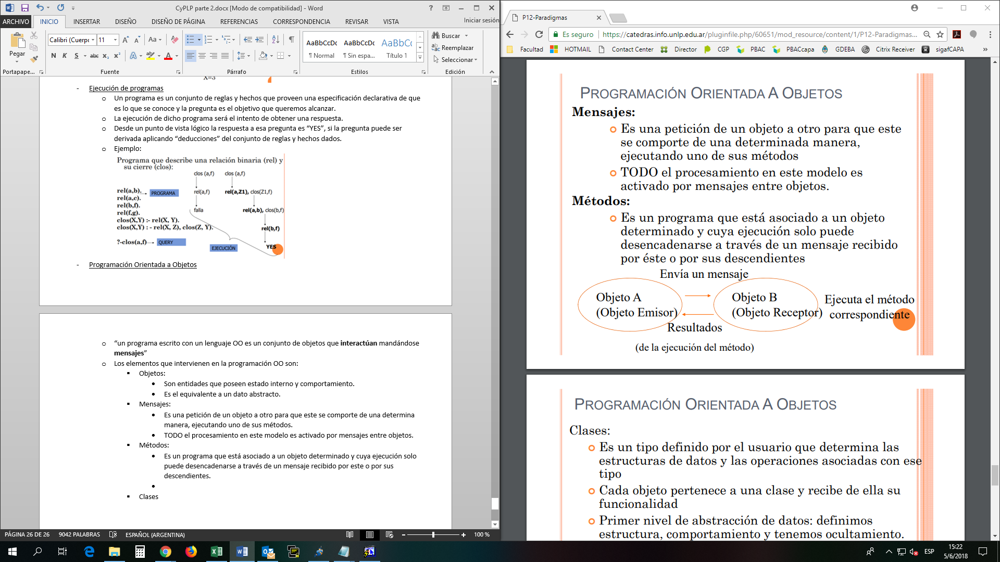 CyPLP parte 2.docx [Modo de compatibilidad] - Word
ARCHIVO INICIO INSERTAR DISEÑO DISEÑO DE PÁGINA REFERENCIAS CORRESPONDENCIA REVISAR VISTA Iniciar sesión
Pegar
Calibri (Cuerpo 11
N K S abc x₂ x²
AaBbCcDc AaBbCcDc AaBbCc
¶ Normal ¶ Sin espa... Título 1
Buscar
Reemplazar
Seleccionar
Portapape... Fuente Párrafo Estilos Edición
X=3
- Ejecución de programas
o Un programa es un conjunto de reglas y hechos que proveen una especificación declarativa de que
es lo que se conoce y la pregunta es el objetivo que queremos alcanzar.
o La ejecución de dicho programa será el intento de obtener una respuesta.
o Desde un punto de vista lógico la respuesta a esa pregunta es “YES”, si la pregunta puede ser
derivada aplicando “deducciones” del conjunto de reglas y hechos dados.
o Ejemplo:
Programa que describe una relación binaria (rel) y
su cierre (clos):
clos (a,f) clos (a,f)
rel(a,b). PROGRAMA rel(a,f) rel(a,Z1), clos(Z1,f)
rel(a,c).
rel(b,f).
falla rel(a,b), clos(b,f)
rel(f,g).
clos(X,Y) :- rel(X, Y).
clos(X,Y) : - rel(X, Z), clos(Z, Y).
rel(b,f)
?-clos(a,f) QUERY
EJECUCIÓN YES
- Programación Orientada a Objetos
o “un programa escrito con un lenguaje OO es un conjunto de objetos que interactúan mandándose
mensajes”
o Los elementos que intervienen en la programación OO son:
▪ Objetos:
• Son entidades que poseen estado interno y comportamiento.
• Es el equivalente a un dato abstracto.
▪ Mensajes:
• Es una petición de un objeto a otro para que este se comporte de una determina
manera, ejecutando uno de sus métodos.
• TODO el procesamiento en este modelo es activado por mensajes entre objetos.
▪ Métodos:
• Es un programa que está asociado a un objeto determinado y cuya ejecución solo
puede desencadenarse a través de un mensaje recibido por este o por sus
descendientes.
•
▪ Clases
PÁGINA 26 DE 26 9042 PALABRAS ESPAÑOL (ARGENTINA) 100 %
P12-Paradigmas
Es seguro https://catedras.info.unlp.edu.ar/pluginfile.php/60651/mod_resource/content/1/P12-Paradigmas...
Facultad HOTMAIL Contact Center Director CGP PBAC PBACcapa GDEBA Citrix Receiver sigafCAPA »
PROGRAMACIÓN ORIENTADA A OBJETOS
Mensajes:
Es una petición de un objeto a otro para que este
se comporte de una determinada manera,
ejecutando uno de sus métodos
TODO el procesamiento en este modelo es
activado por mensajes entre objetos.
Métodos:
Es un programa que está asociado a un objeto
determinado y cuya ejecución solo puede
desencadenarse a través de un mensaje recibido
por éste o por sus descendientes
Envía un mensaje
Objeto A
(Objeto Emisor)
Objeto B
(Objeto Receptor)
Ejecuta el método
correspondiente
Resultados
(de la ejecución del método)
PROGRAMACIÓN ORIENTADA A OBJETOS
Clases:
Es un tipo definido por el usuario que determina las
estructuras de datos y las operaciones asociadas con ese
tipo
Cada objeto pertenece a una clase y recibe de ella su
funcionalidad
Primer nivel de abstracción de datos: definimos
estructura, comportamiento y tenemos ocultamiento.
ESP
15:22
5/6/2018